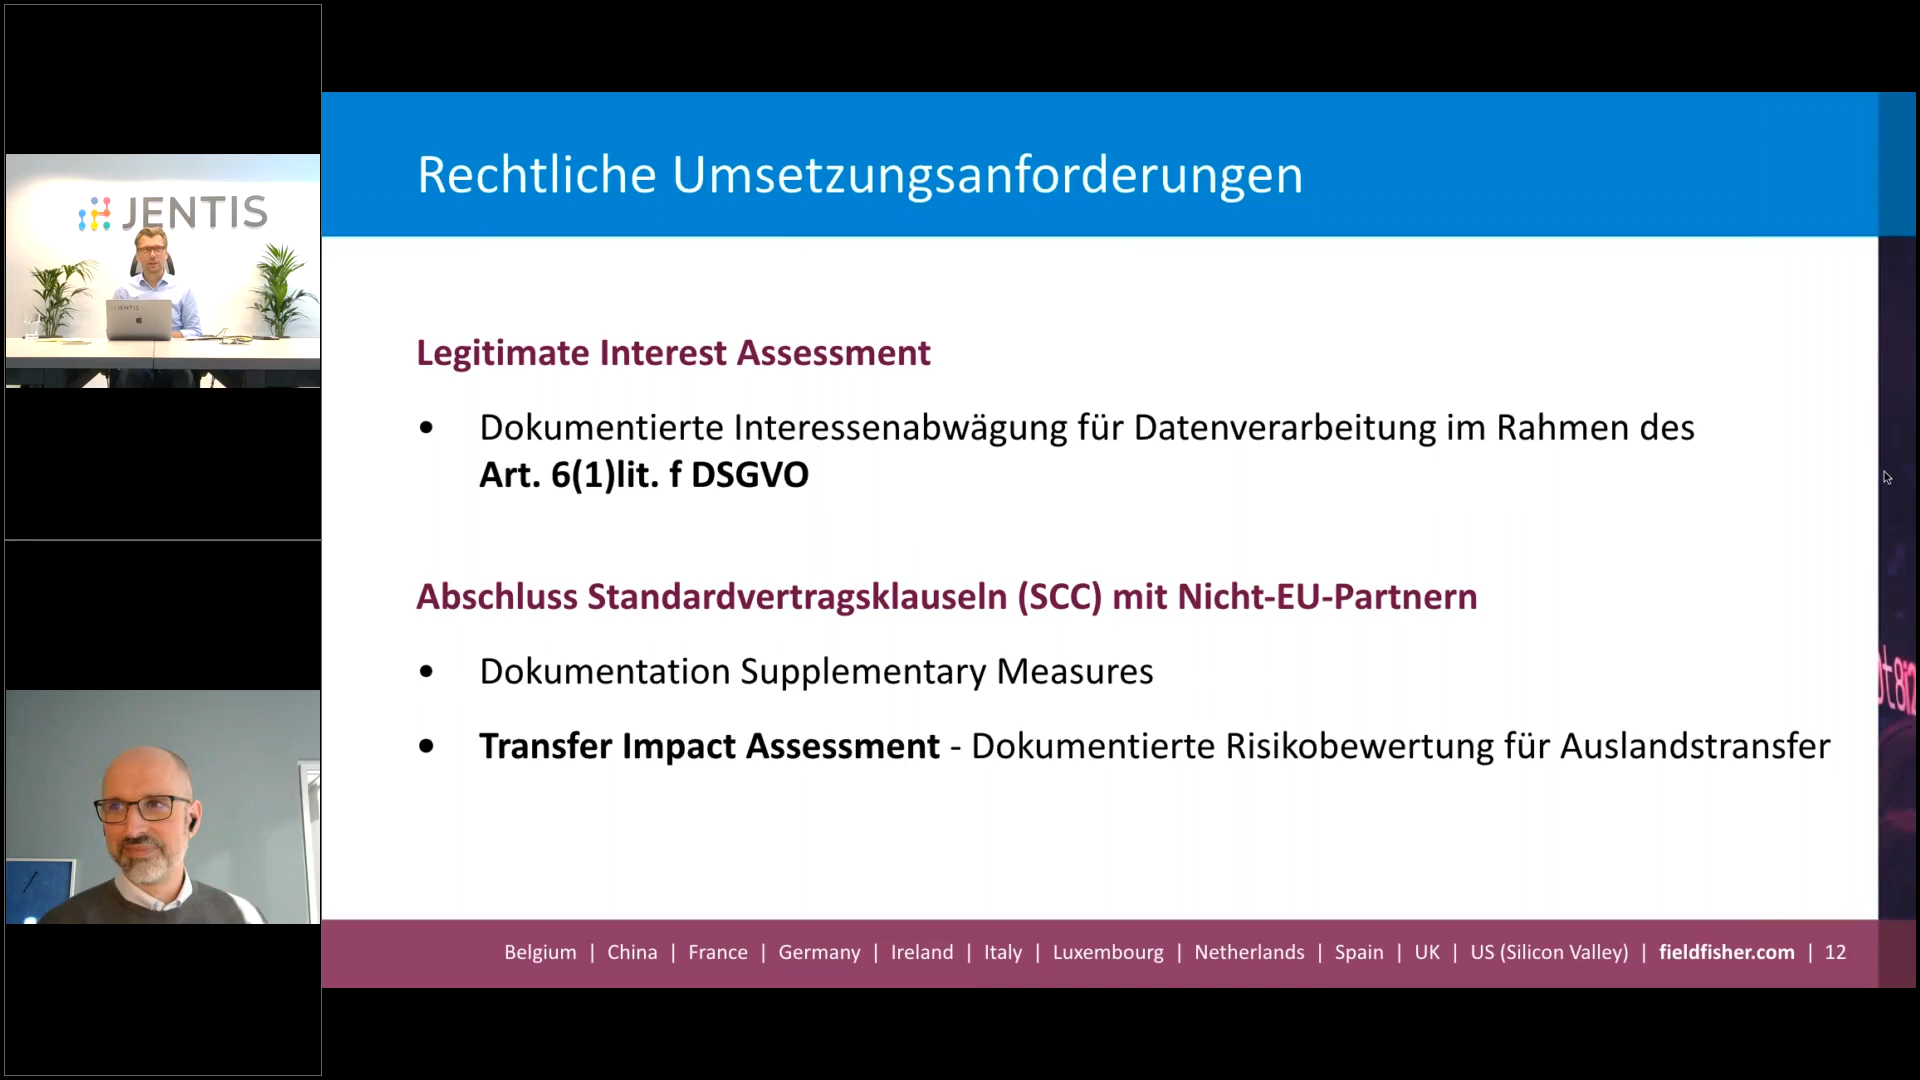 JENTIS
JENTIS
Rechtliche Umsetzungsanforderungen
Legitimate Interest Assessment
• Dokumentierte Interessenabwägung für Datenverarbeitung im Rahmen des
Art. 6(1)lit. f DSGVO
Abschluss Standardvertragsklauseln (SCC) mit Nicht-EU-Partnern
• Dokumentation Supplementary Measures
• Transfer Impact Assessment - Dokumentierte Risikobewertung für Auslandstransfer
Belgium | China | France | Germany | Ireland | Italy | Luxembourg | Netherlands | Spain | UK | US (Silicon Valley) | fieldfisher.com | 12